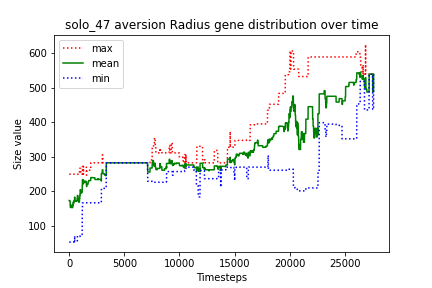 solo_47 aversion Radius gene distribution over time
max
mean
min
Size value
600
500
400
300
200
100
0
5000
10000
15000
20000
25000
Timesteps